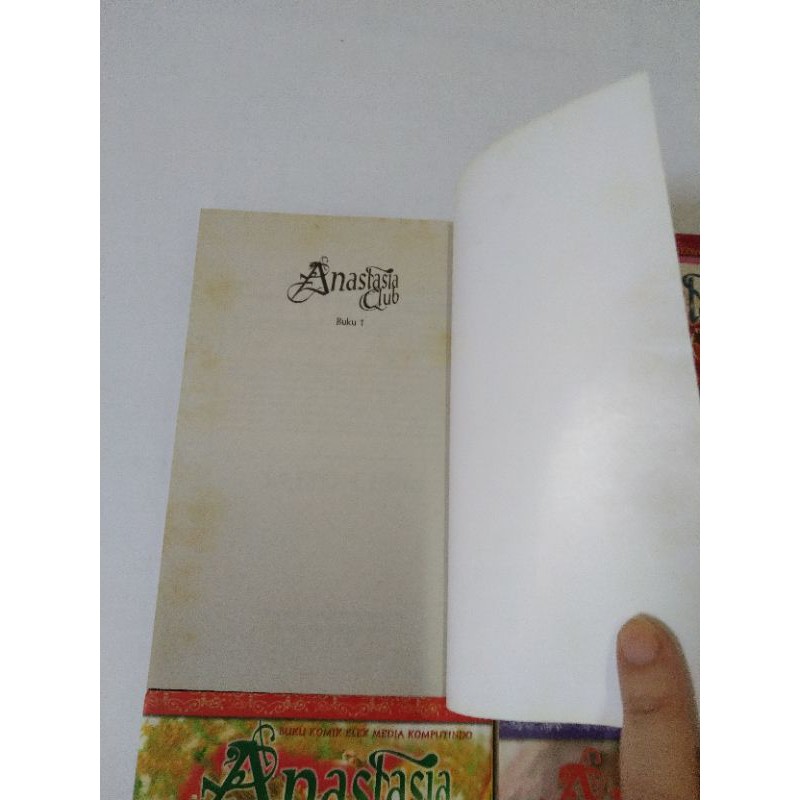 Anastasia
Club
Buku 1
BUKU KOMIK ELEX MEDIA KOMPUTINDO
Anastasia